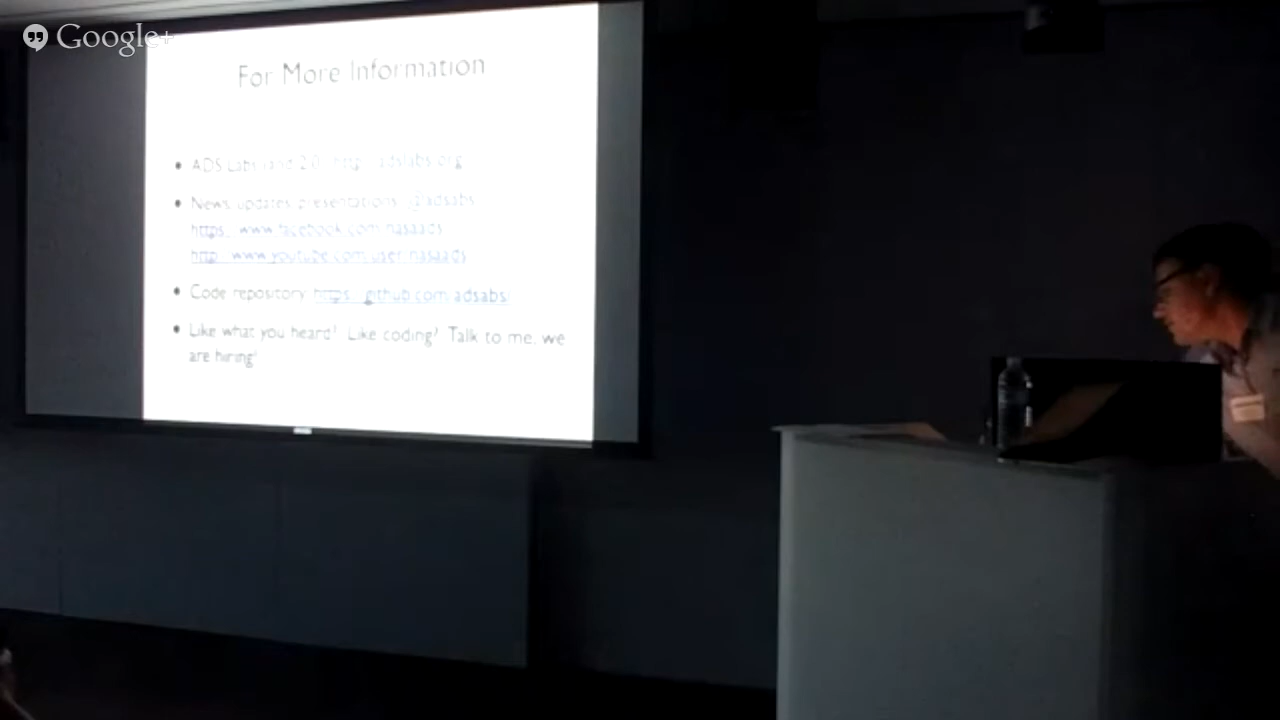 Google+
For More Information
• ADS Labs (and 2.0): http://adslabs.org
• News, updates, presentations: @adsabs
https://www.facebook.com/nasaads
http://www.youtube.com/user/nasaads
• Code repository: https://github.com/adsabs/
• Like what you heard? Like coding? Talk to me, we
are hiring!